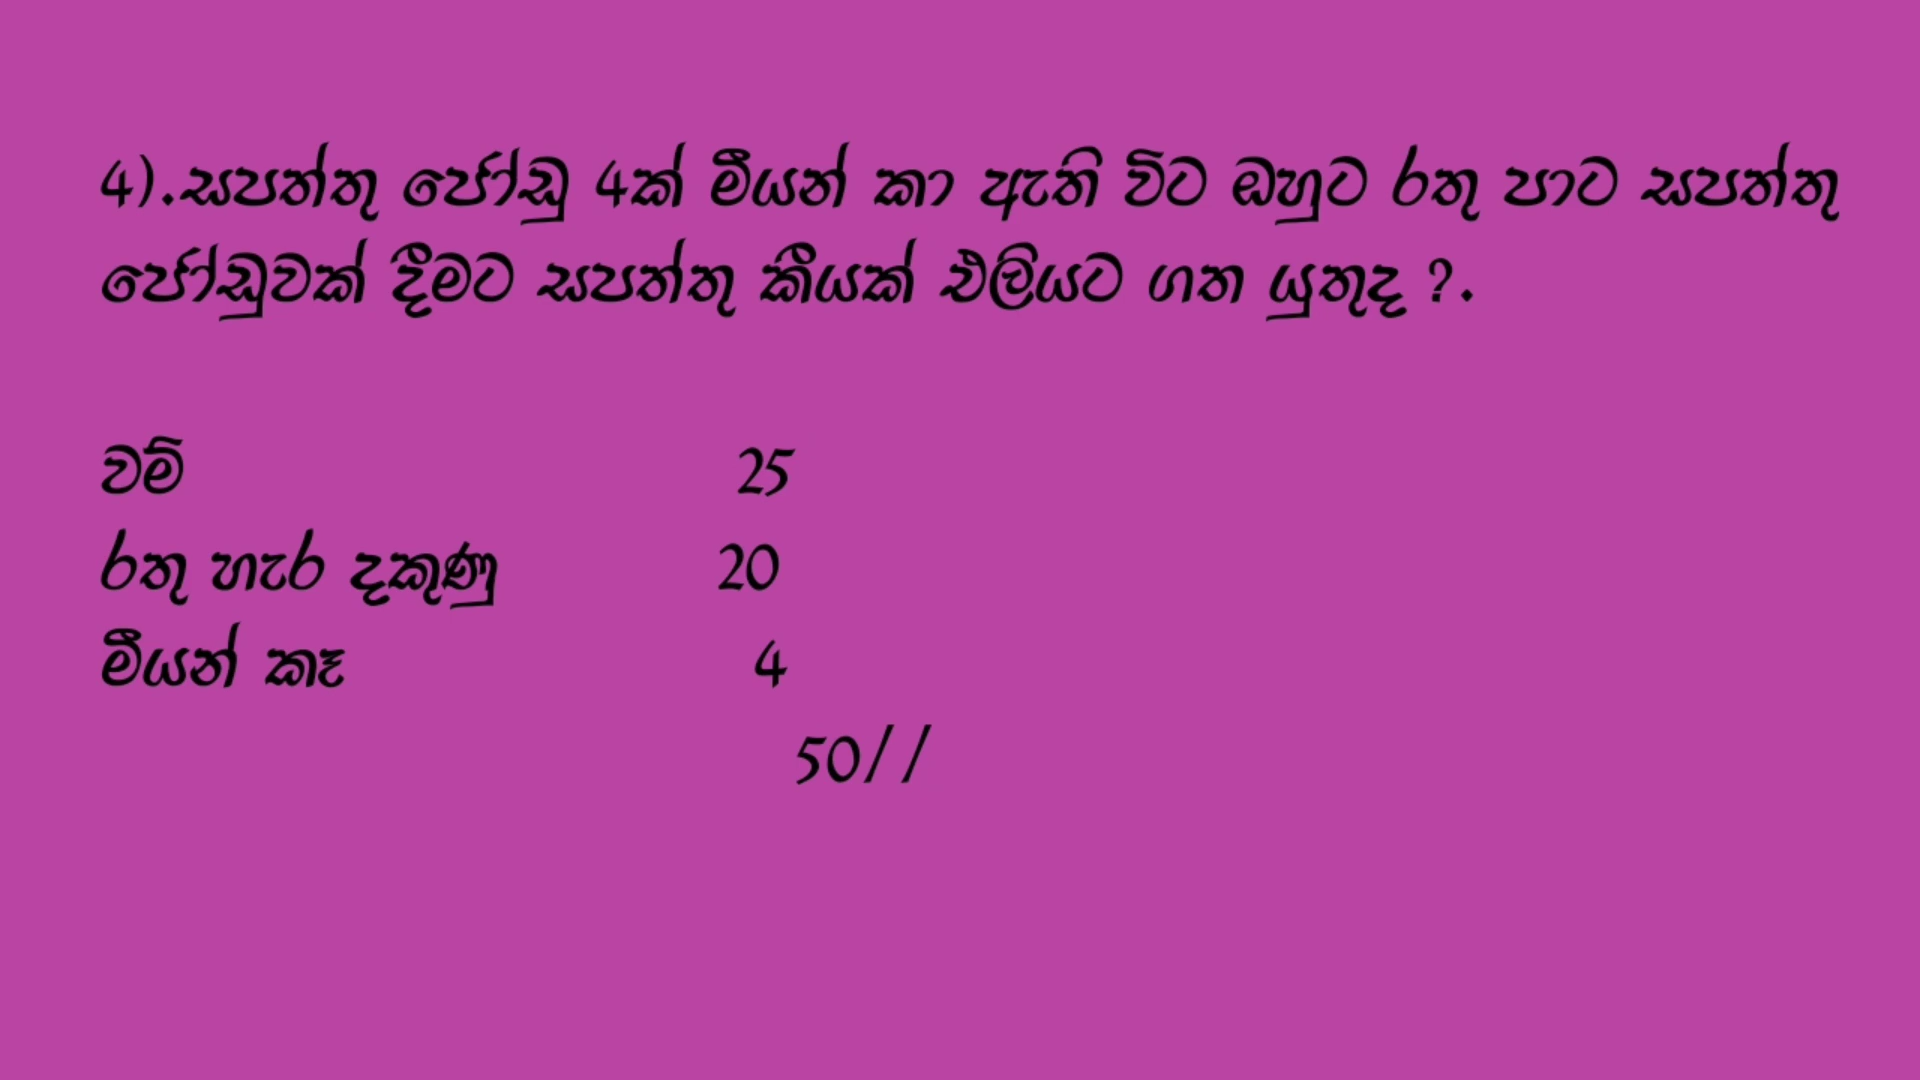 4).සපත්තු ජෝඩු 4ක් මීයන් කා ඇති විට ඔහුට රතු පාට සපත්තු
ජෝඩුවක් දීමට සපත්තු කීයක් එලියට ගත යුතුද ?.
වම් 25
රතු හැර දකුණු 20
මීයන් කෑ 4
50//